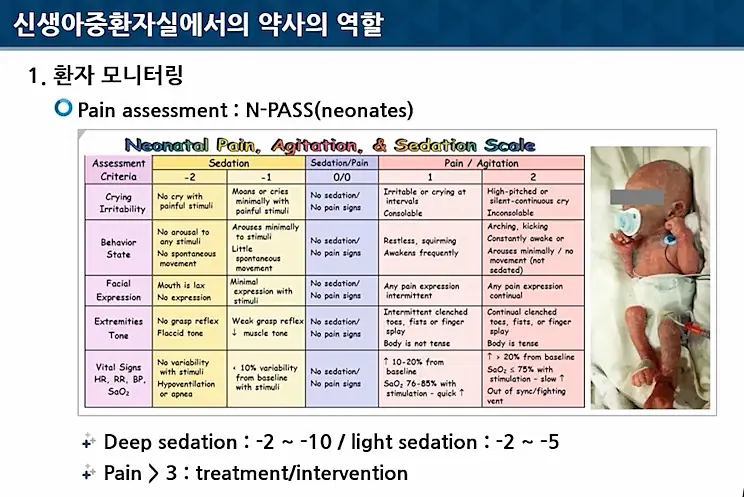 신생아중환자실에서의 약사의 역할
1. 환자 모니터링
Pain assessment : N-PASS(neonates)
Neonatal Pain, Agitation, & Sedation Scale
Assessment Criteria | Sedation | Sedation/Pain | Pain / Agitation
-2 | -1 | 0/0 | 1 | 2
Crying Irritability | No cry with painful stimuli | Moans or cries minimally with painful stimuli | No sedation/ No pain signs | Irritable or crying at intervals Consolable | High-pitched or silent-continuous cry Inconsolable
Behavior State | No arousal to any stimuli No spontaneous movement | Arouses minimally to stimuli Little spontaneous movement | No sedation/ No pain signs | Restless, squirming Awakens frequently | Arching, kicking Constantly awake or Arouses minimally / no movement (not sedated)
Facial Expression | Mouth is lax No expression | Minimal expression with stimuli | No sedation/ No pain signs | Any pain expression intermittent | Any pain expression continual
Extremities Tone | No grasp reflex Flaccid tone | Weak grasp reflex ↓ muscle tone | No sedation/ No pain signs | Intermittent clenched toes, fists or finger splay Body is not tense | Continual clenched toes, fists, or finger splay Body is tense
Vital Signs HR, RR, BP, SaO₂ | No variability with stimuli Hypoventilation or apnea | < 10% variability from baseline with stimuli | No sedation/ No pain signs | ↑ 10-20% from baseline SaO₂ 76-85% with stimulation - quick ↑ | ↑ > 20% from baseline SaO₂ ≤ 75% with stimulation - slow ↑ Out of sync/fighting vent
Deep sedation : -2 ~ -10 / light sedation : -2 ~ -5
Pain > 3 : treatment/intervention